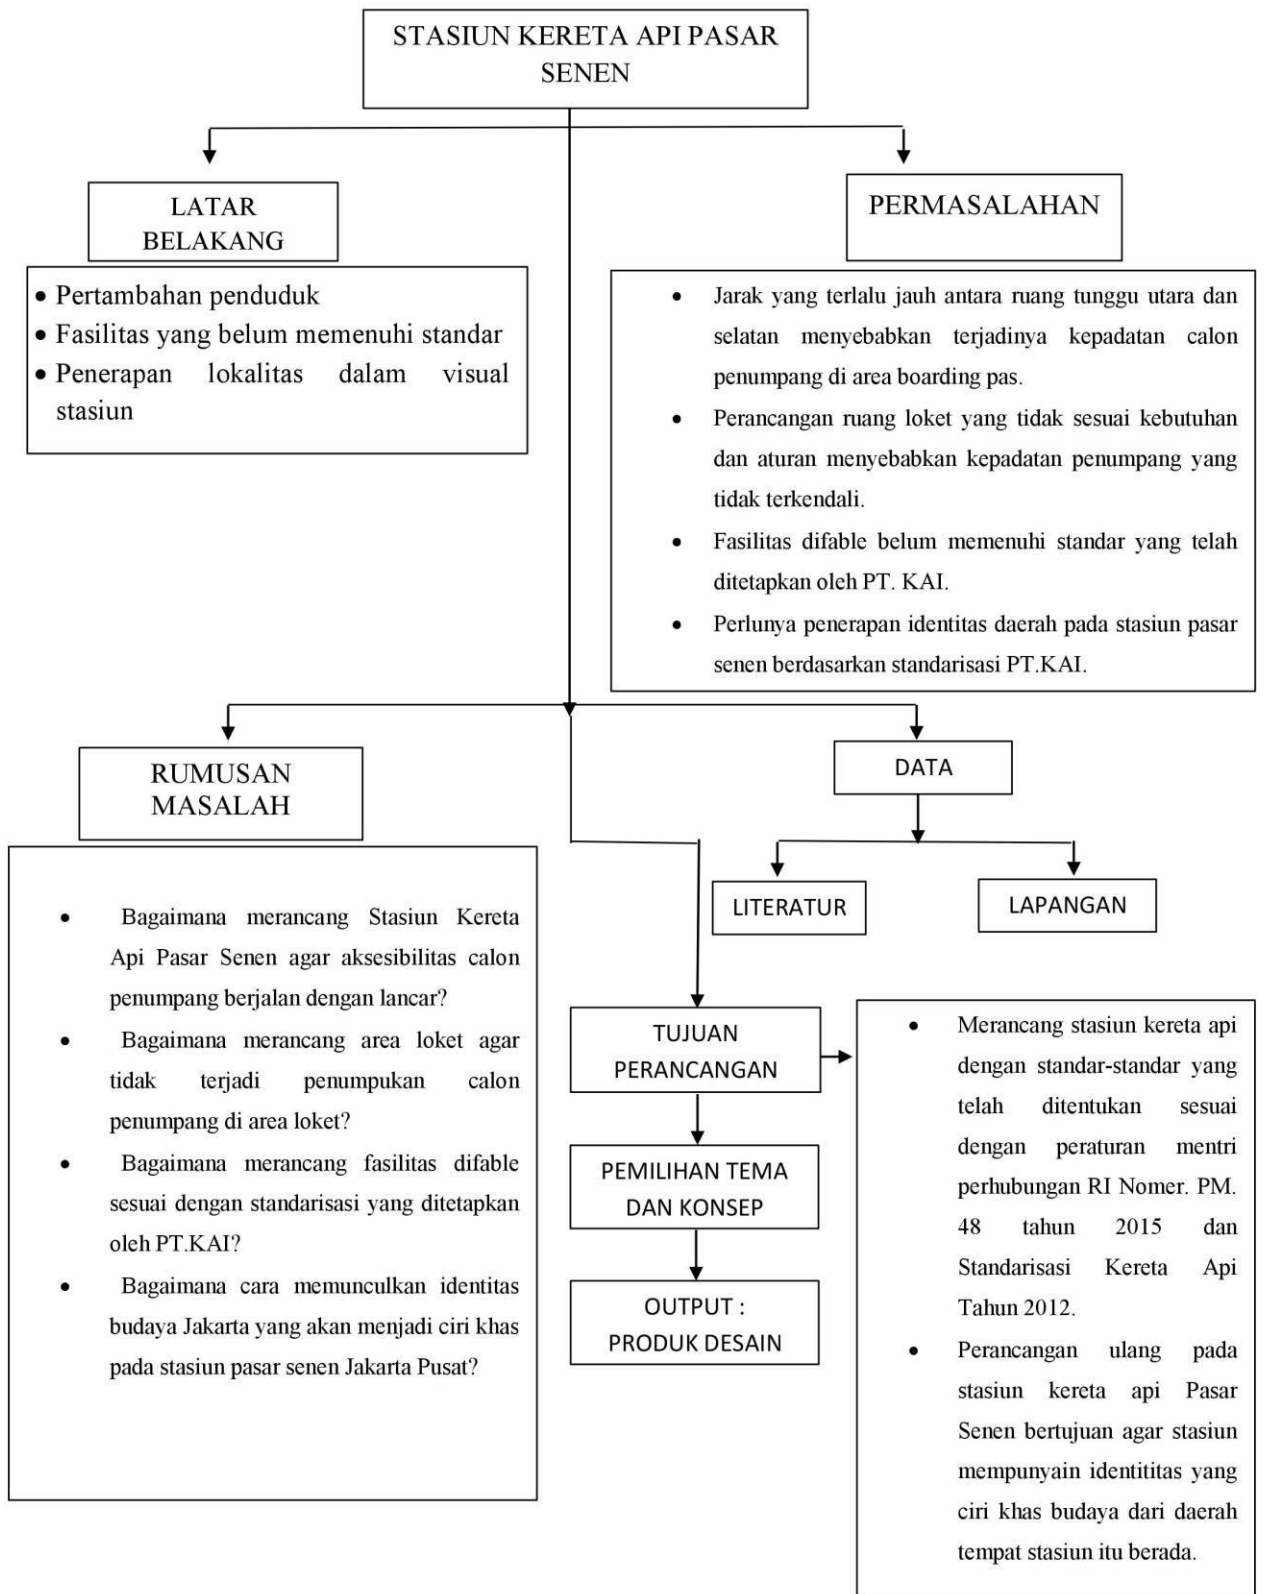 STASIUN KERETA API PASAR
SENEN
LATAR
BELAKANG
• Pertambahan penduduk
• Fasilitas yang belum memenuhi standar
• Penerapan lokalitas dalam visual
stasiun
PERMASALAHAN
• Jarak yang terlalu jauh antara ruang tunggu utara dan
selatan menyebabkan terjadinya kepadatan calon
penumpang di area boarding pas.
• Perancangan ruang loket yang tidak sesuai kebutuhan
dan aturan menyebabkan kepadatan penumpang yang
tidak terkendali.
• Fasilitas difable belum memenuhi standar yang telah
ditetapkan oleh PT. KAI.
• Perlunya penerapan identitas daerah pada stasiun pasar
senen berdasarkan standarisasi PT.KAI.
RUMUSAN
MASALAH
• Bagaimana merancang Stasiun Kereta
Api Pasar Senen agar aksesibilitas calon
penumpang berjalan dengan lancar?
• Bagaimana merancang area loket agar
tidak terjadi penumpukan calon
penumpang di area loket?
• Bagaimana merancang fasilitas difable
sesuai dengan standarisasi yang ditetapkan
oleh PT.KAI?
• Bagaimana cara memunculkan identitas
budaya Jakarta yang akan menjadi ciri khas
pada stasiun pasar senen Jakarta Pusat?
DATA
LITERATUR
LAPANGAN
TUJUAN
PERANCANGAN
• Merancang stasiun kereta api
dengan standar-standar yang
telah ditentukan sesuai
dengan peraturan mentri
perhubungan RI Nomer. PM.
48 tahun 2015 dan
Standarisasi Kereta Api
Tahun 2012.
• Perancangan ulang pada
stasiun kereta api Pasar
Senen bertujuan agar stasiun
mempunyain identititas yang
ciri khas budaya dari daerah
tempat stasiun itu berada.
PEMILIHAN TEMA
DAN KONSEP
OUTPUT :
PRODUK DESAIN